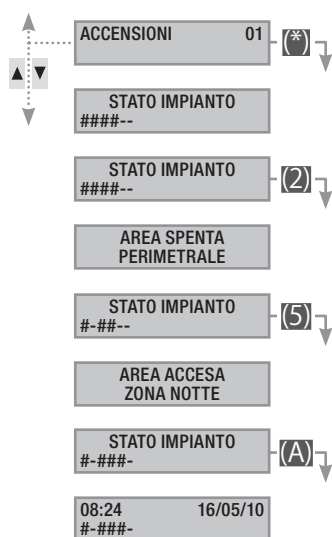 ACCENSIONI 01 (*)
▲ ▼
STATO IMPIANTO
####--
STATO IMPIANTO
####--
(2)
AREA SPENTA
PERIMETRALE
STATO IMPIANTO
#-##--
(5)
AREA ACCESA
ZONA NOTTE
STATO IMPIANTO
#-###-
(A)
08:24 16/05/10
#-###-